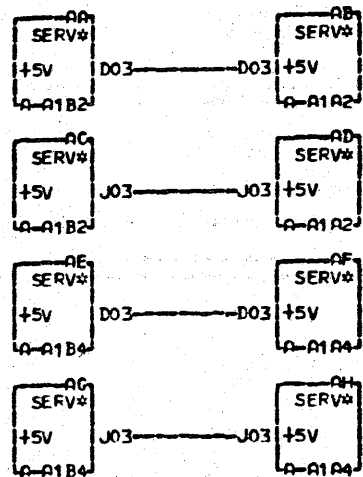 AA AB
SERV* SERV*
+5V D03 D03 +5V
A-A1B2 A-A1A2
AC AD
SERV* SERV*
+5V J03 J03 +5V
A-A1B2 A-A1A2
AE AF
SERV* SERV*
+5V D03 D03 +5V
A-A1B4 A-A1A4
AG AH
SERV* SERV*
+5V J03 J03 +5V
A-A1B4 A-A1A4